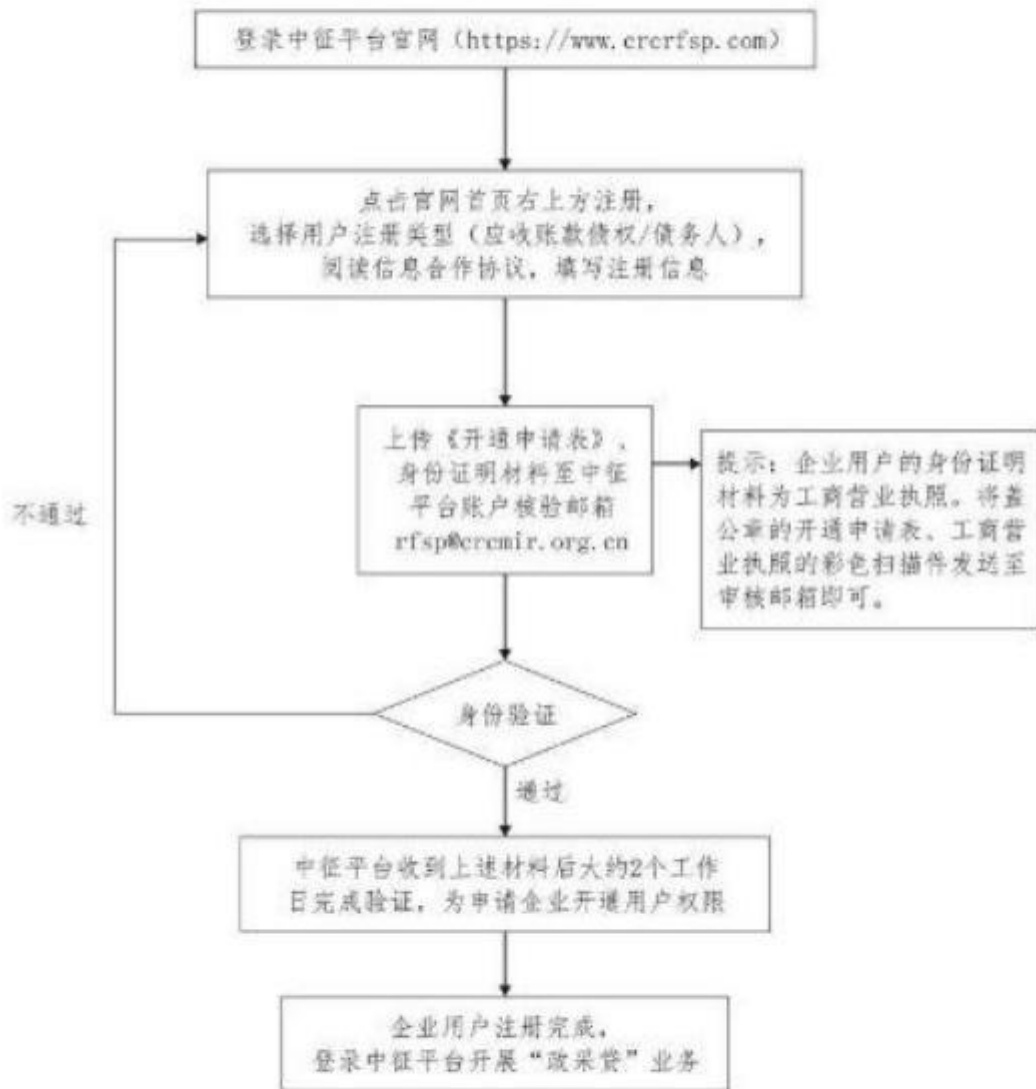 登录中征平台官网(https://www.crcrfsp.com)
点击官网首页右上方注册,
选择用户注册类型(应收账款债权/债务人),
阅读信息合作协议,填写注册信息
上传《开通申请表》、
身份证明材料至中征
平台账户核验邮箱
rfsp@crcmir.org.cn
提示:企业用户的身份证明
材料为工商营业执照。将盖
公章的开通申请表、工商营
业执照的彩色扫描件发送至
审核邮箱即可。
不通过
身份验证
通过
中征平台收到上述材料后大约2个工作
日完成验证,为申请企业开通用户权限
企业用户注册完成,
登录中征平台开展“政采贷”业务